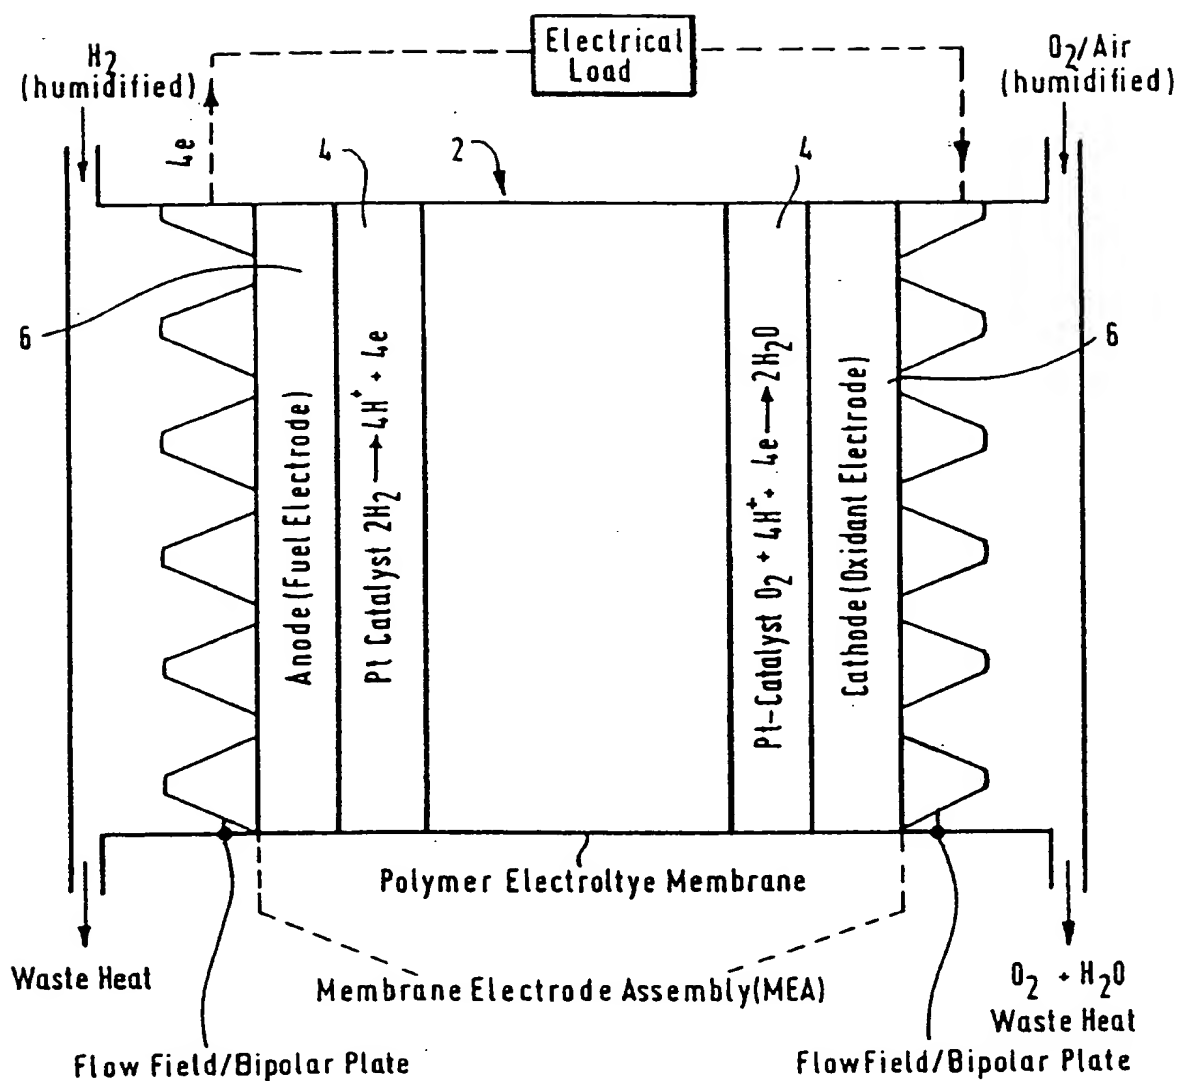 H2
(humidified)
Electrical
Load
O2/Air
(humidified)
4e
4
2
4
6
6
Anode(Fuel Electrode)
Pt Catalyst 2H2→4H+ + 4e
Pt-Catalyst O2 + 4H+ + 4e→2H2O
Cathode(Oxidant Electrode)
Polymer Electroltye Membrane
Waste Heat
Membrane Electrode Assembly(MEA)
O2 + H2O
Waste Heat
Flow Field/Bipolar Plate
FlowField/Bipolar Plate